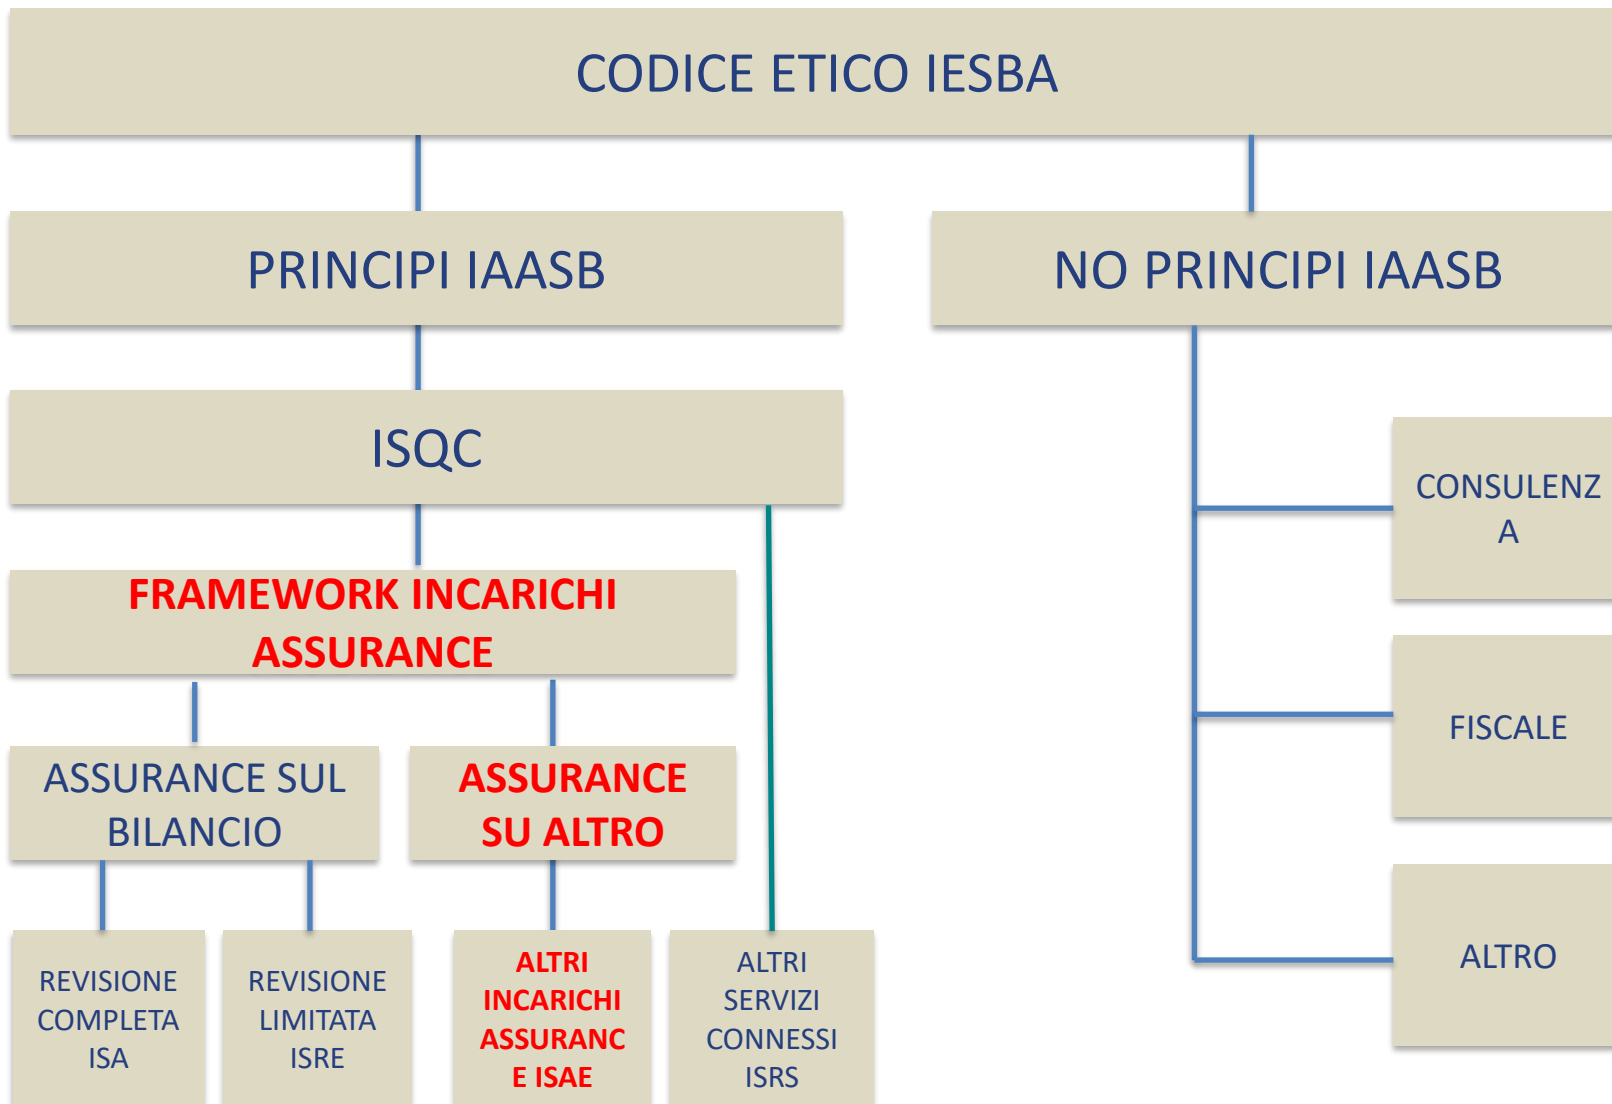 CODICE ETICO IESBA
PRINCIPI IAASB
NO PRINCIPI IAASB
ISQC
CONSULENZ
A
FRAMEWORK INCARICHI
ASSURANCE
FISCALE
ASSURANCE SUL
BILANCIO
ASSURANCE
SU ALTRO
ALTRO
REVISIONE
COMPLETA
ISA
REVISIONE
LIMITATA
ISRE
ALTRI
INCARICHI
ASSURANC
E ISAE
ALTRI
SERVIZI
CONNESSI
ISRS